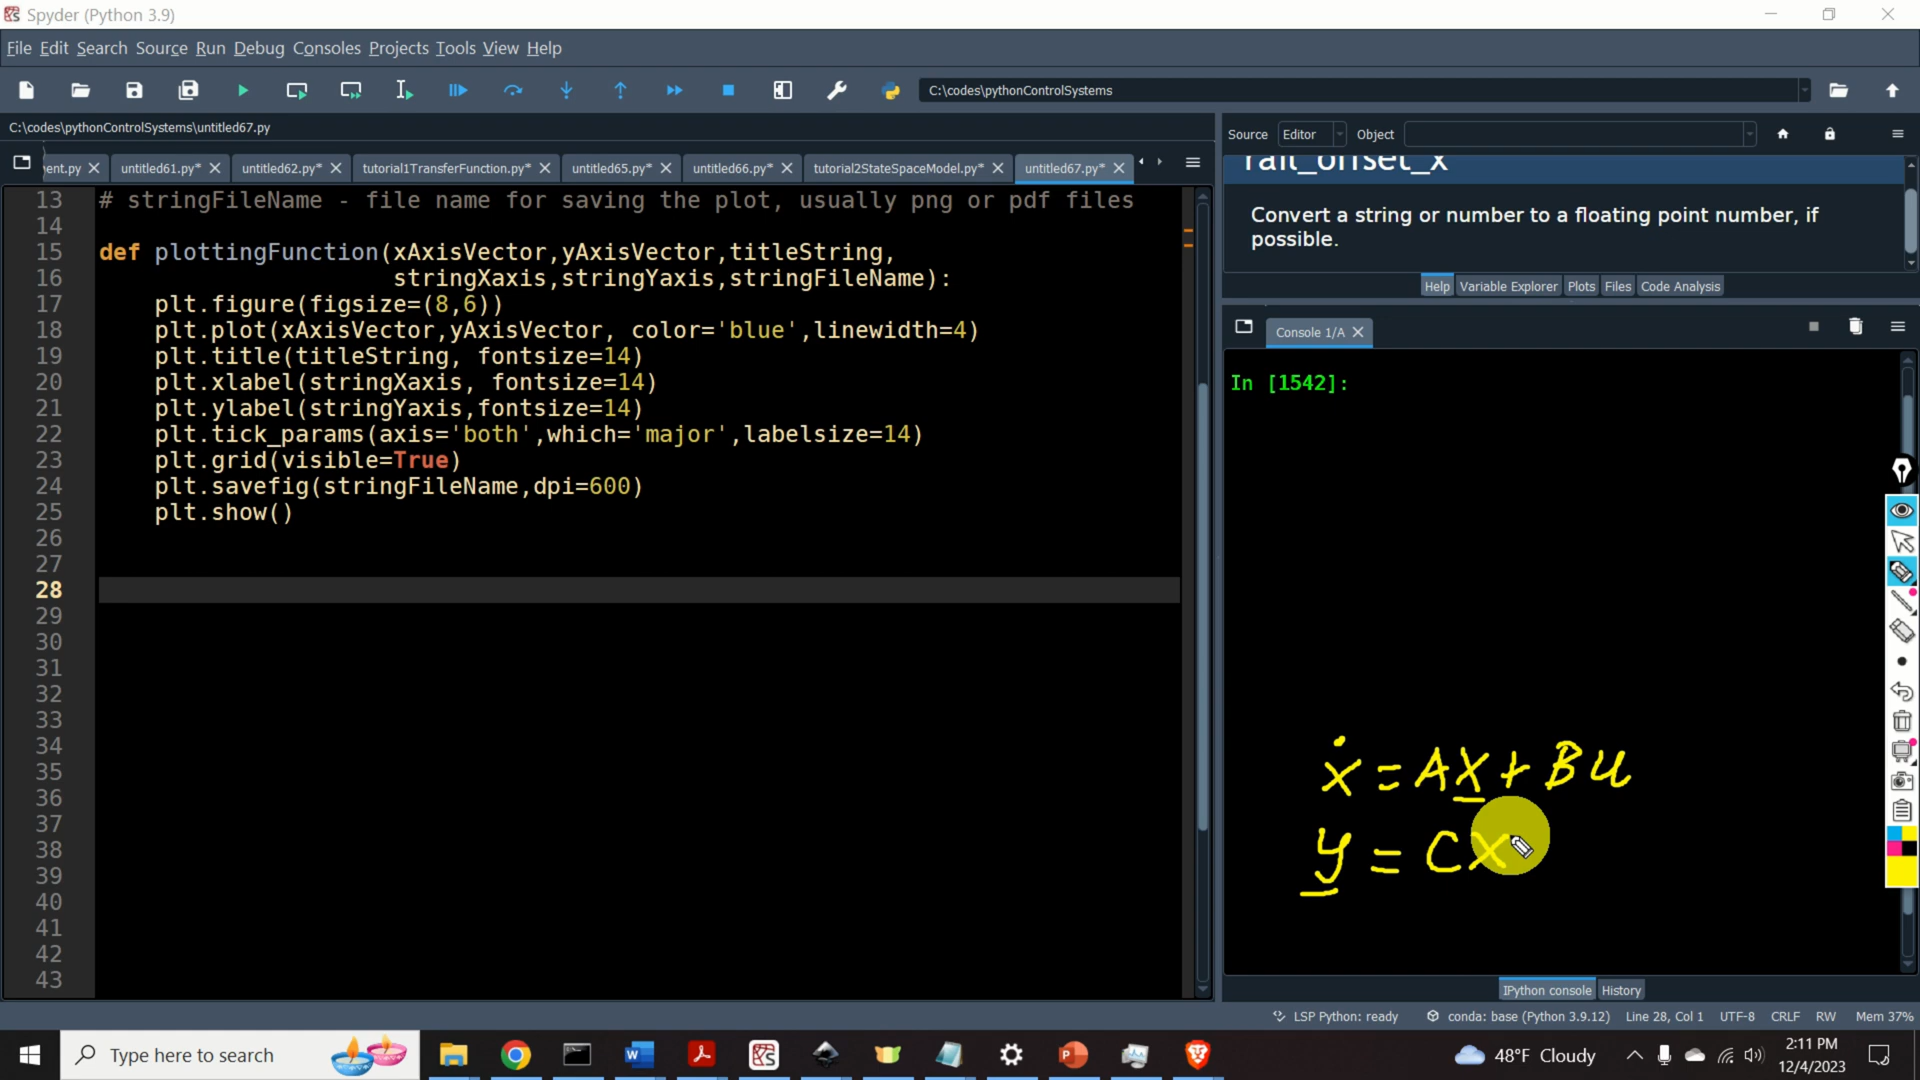 Spyder (Python 3.9)
File Edit Search Source Run Debug Consoles Projects Tools View Help
C:\codes\pythonControlSystems
C:\codes\pythonControlSystems\untitled67.py
ent.py untitled61.py* untitled62.py* tutorial1TransferFunction.py* untitled65.py* untitled66.py* tutorial2StateSpaceModel.py* untitled67.py*
13 # stringFileName - file name for saving the plot, usually png or pdf files
14
15 def plottingFunction(xAxisVector,yAxisVector,titleString,
16 stringXaxis,stringYaxis,stringFileName):
17 plt.figure(figsize=(8,6))
18 plt.plot(xAxisVector,yAxisVector, color='blue',linewidth=4)
19 plt.title(titleString, fontsize=14)
20 plt.xlabel(stringXaxis, fontsize=14)
21 plt.ylabel(stringYaxis,fontsize=14)
22 plt.tick_params(axis='both',which='major',labelsize=14)
23 plt.grid(visible=True)
24 plt.savefig(stringFileName,dpi=600)
25 plt.show()
26
27
28
29
30
31
32
33
34
35
36
37
38
39
40
41
42
43
Source Editor Object
Convert a string or number to a floating point number, if
possible.
Help Variable Explorer Plots Files Code Analysis
Console 1/A
In [1542]:
ẋ = AX + BU
y = CX
IPython console History
LSP Python: ready conda: base (Python 3.9.12) Line 28, Col 1 UTF-8 CRLF RW Mem 37%
Type here to search
48°F Cloudy
2:11 PM
12/4/2023